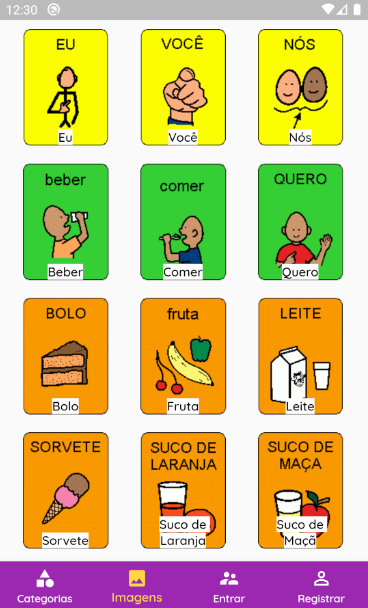 12:30
EU
Eu
VOCÊ
Você
NÓS
Nós
beber
Beber
comer
Comer
QUERO
Quero
BOLO
Bolo
fruta
Fruta
LEITE
Leite
SORVETE
Sorvete
SUCO DE
LARANJA
Suco de
Laranja
SUCO DE
MAÇA
Suco de
Maçã
Categorias
Imagens
Entrar
Registrar